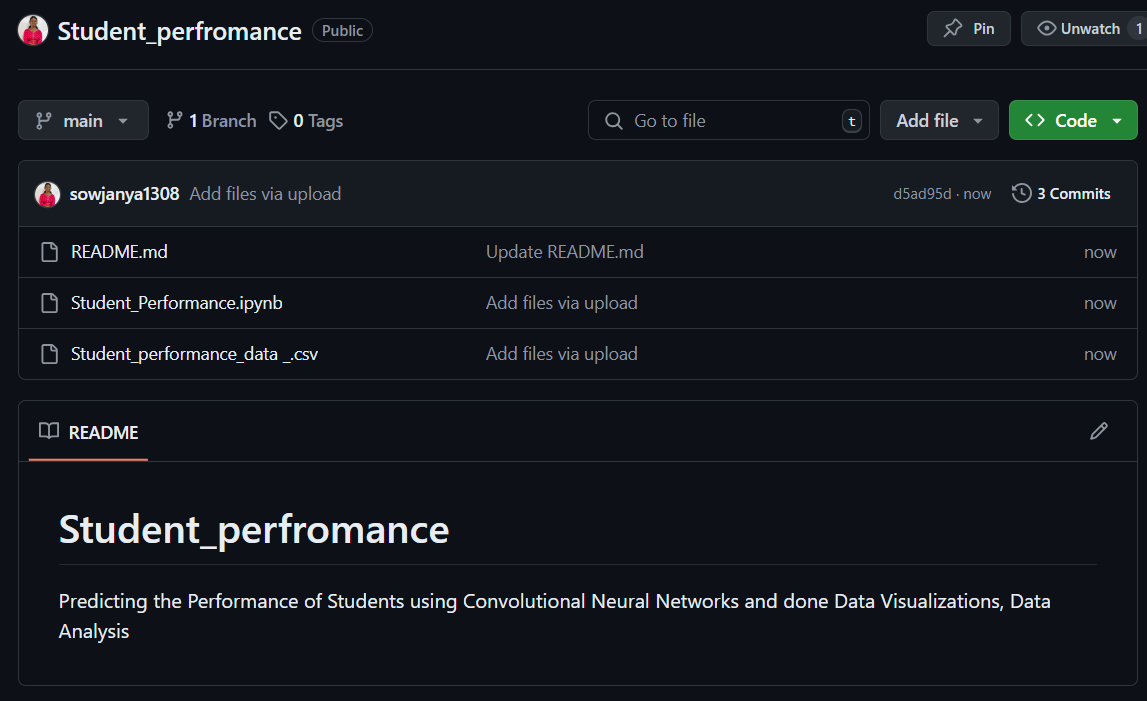 Student_perfromance Public Pin Unwatch 1
main 1 Branch 0 Tags Go to file t Add file Code
sowjanya1308 Add files via upload d5ad95d · now 3 Commits
README.md Update README.md now
Student_Performance.ipynb Add files via upload now
Student_performance_data _.csv Add files via upload now
README
Student_perfromance
Predicting the Performance of Students using Convolutional Neural Networks and done Data Visualizations, Data
Analysis